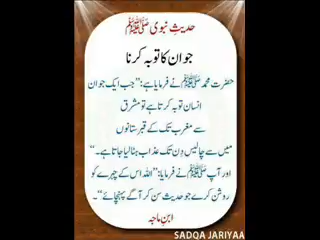 حدیثِ نبوی ﷺ
جوان کا توبہ کرنا
حضرت محمد ﷺ نے فرمایا ہے: "جب ایک جوان
انسان توبہ کرتا ہے تو مشرق
سے مغرب تک کے قبرستانوں
میں سے چالیس دن تک عذاب ہٹا لیا جاتا ہے۔"
اور آپ ﷺ نے فرمایا: "اللہ اس کے چہرے کو
روشن کرے جو حدیث سن کر آگے پہنچائے"۔
ابنِ ماجہ
SADQA JARIYAA